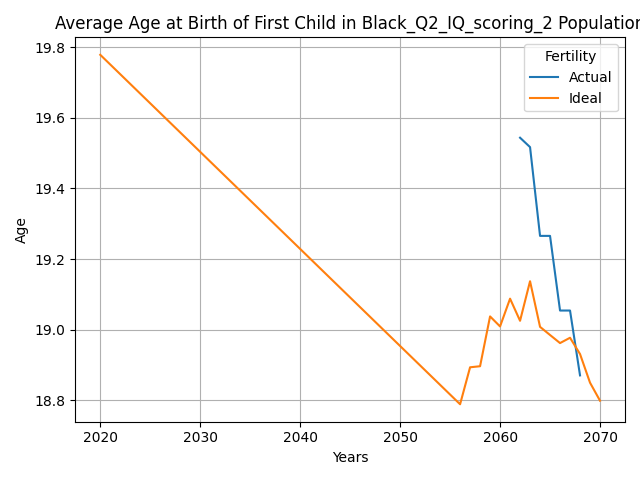 Average Age at Birth of First Child in Black_Q2_IQ_scoring_2 Population
19.8
19.6
19.4
19.2
19.0
18.8
Age
Fertility
Actual
Ideal
2020
2030
2040
2050
2060
2070
Years